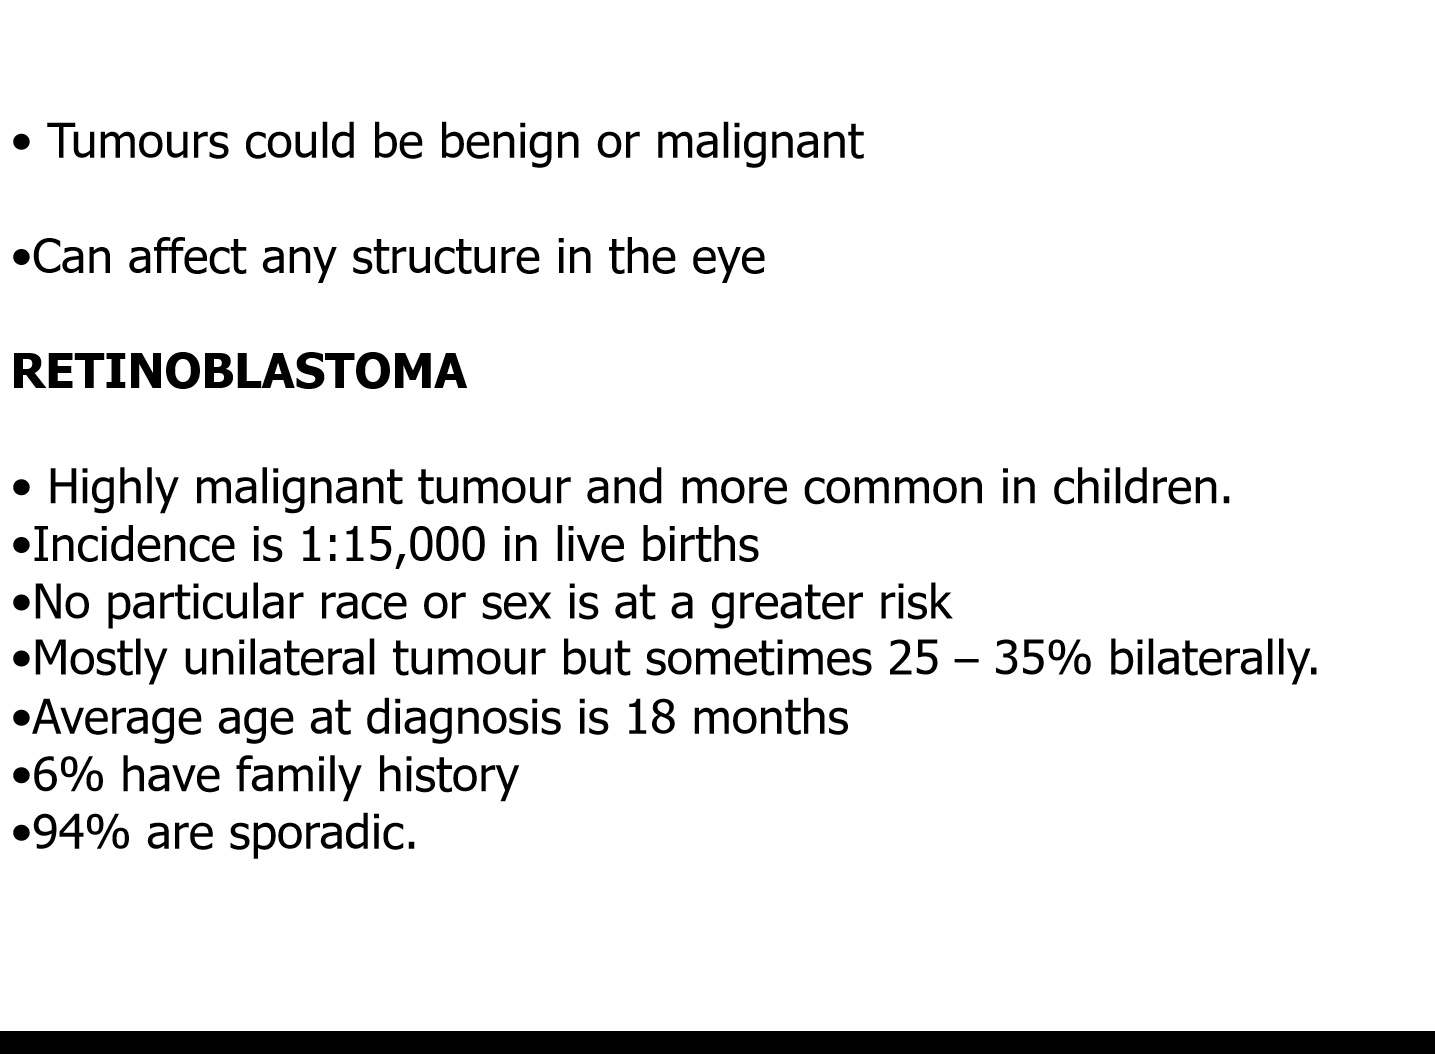 • Tumours could be benign or malignant
•Can affect any structure in the eye
RETINOBLASTOMA
• Highly malignant tumour and more common in children.
•Incidence is 1:15,000 in live births
•No particular race or sex is at a greater risk
•Mostly unilateral tumour but sometimes 25 – 35% bilaterally.
•Average age at diagnosis is 18 months
•6% have family history
•94% are sporadic.